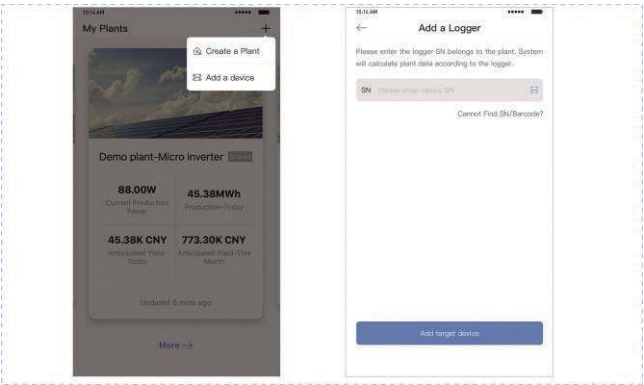 10:14 AM
My Plants
+
Create a Plant
Add a device
Demo plant-Micro inverter
88.00W
Current Production
Power
45.38MWh
Production-Today
45.38K CNY
Anticipated Yield-
Today
773.30K CNY
Anticipated Yield-This
Month
Updated 8 mins ago
More →
10:14 AM
←
Add a Logger
Please enter the logger SN belongs to the plant. System
will calculate plant data according to the logger.
SN Please enter device SN
Cannot Find SN/Barcode?
Add target device